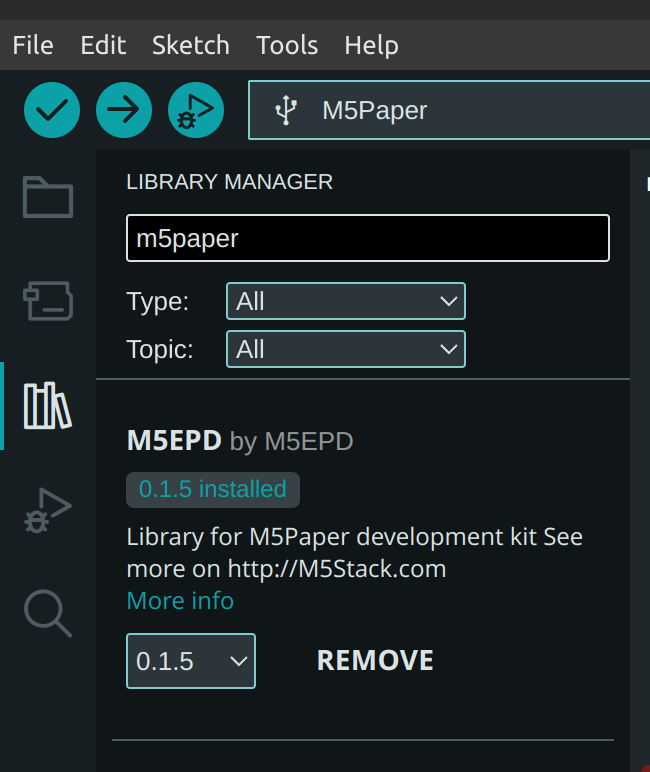 File Edit Sketch Tools Help
M5Paper
LIBRARY MANAGER
m5paper
Type: All
Topic: All
M5EPD by M5EPD
0.1.5 installed
Library for M5Paper development kit See
more on http://M5Stack.com
More info
0.1.5 REMOVE